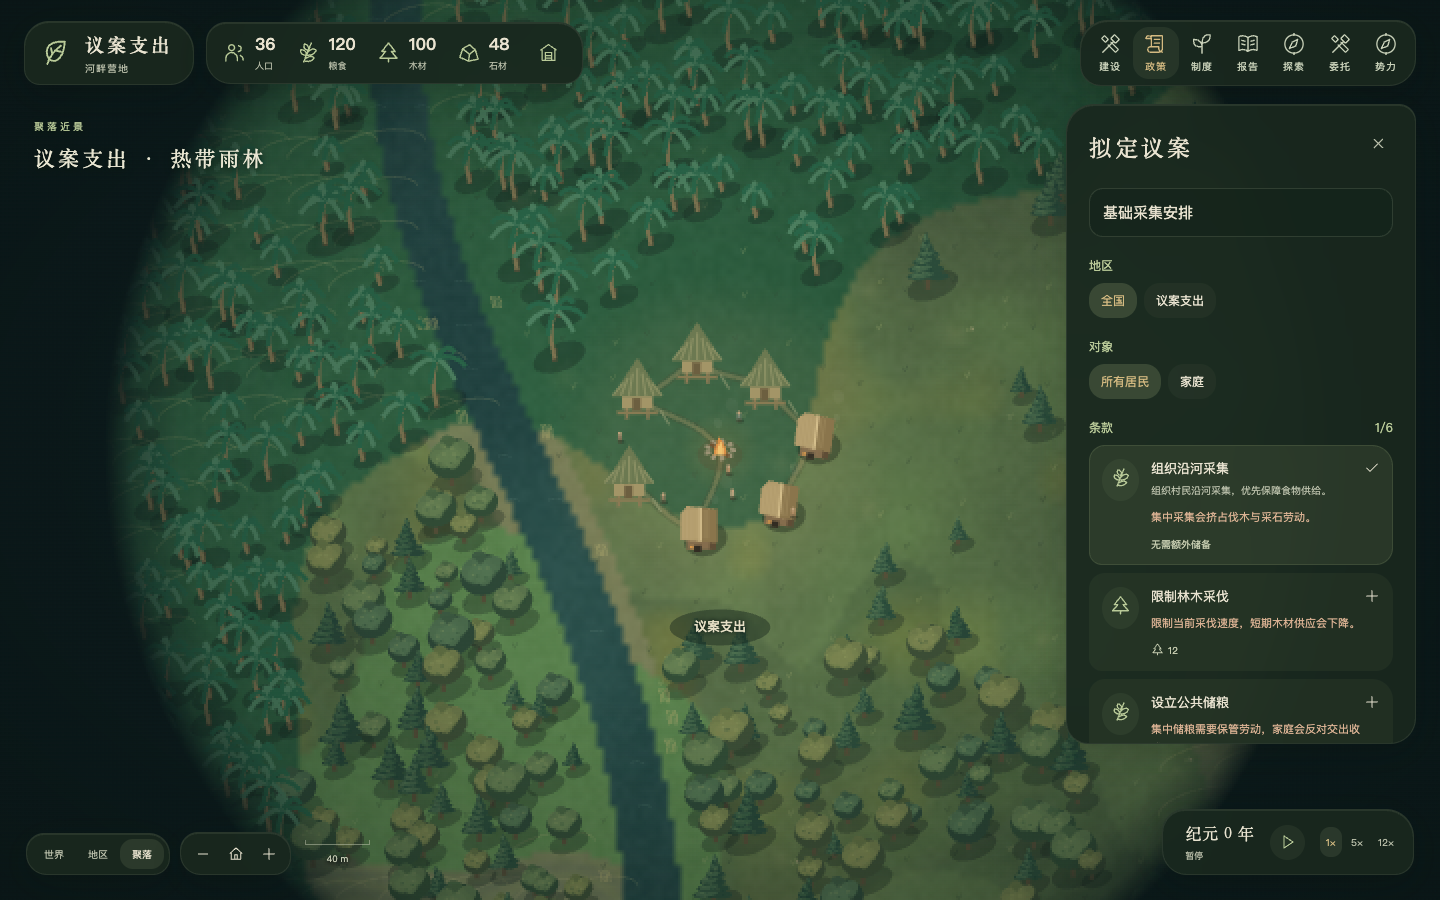 议案支出
河畔营地
36
人口
120
粮食
100
木材
48
石材
建设
政策
制度
报告
探索
委托
势力
聚落近景
议案支出 · 热带雨林
拟定议案
基础采集安排
地区
全国
议案支出
对象
所有居民
家庭
条款
1/6
组织沿河采集
组织村民沿河采集，优先保障食物供给。
集中采集会挤占伐木与采石劳动。
无需额外储备
限制林木采伐
限制当前采伐速度，短期木材供应会下降。
12
设立公共储粮
集中储粮需要保管劳动，家庭会反对交出收
议案支出
世界
地区
聚落
40 m
纪元 0 年
暂停
1×
5×
12×